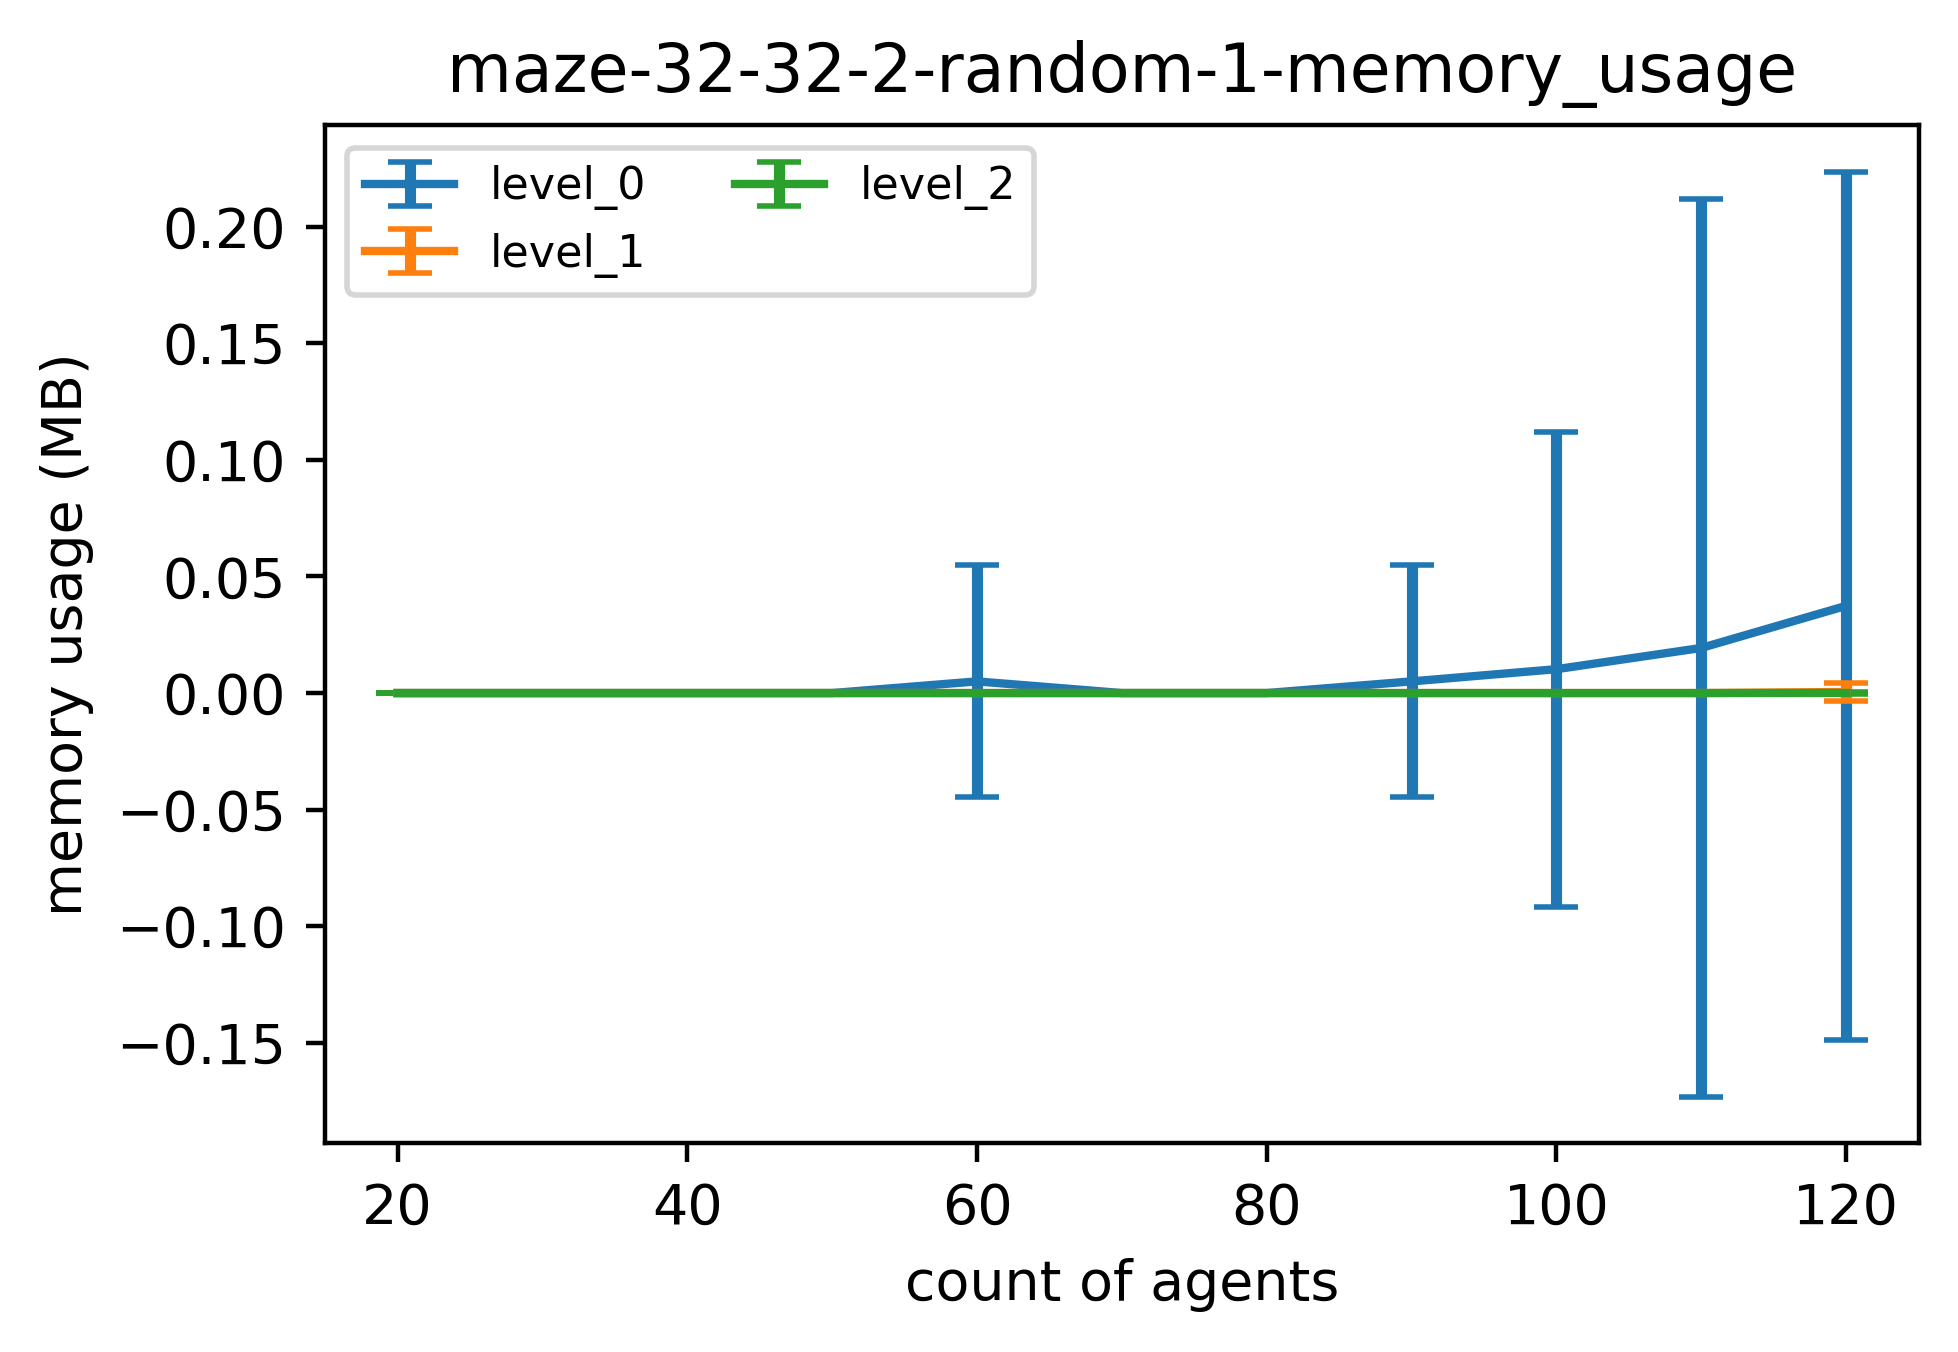 maze-32-32-2-random-1-memory_usage
level_0
level_1
level_2
memory usage (MB)
0.20
0.15
0.10
0.05
0.00
−0.05
−0.10
−0.15
20 40 60 80 100 120
count of agents